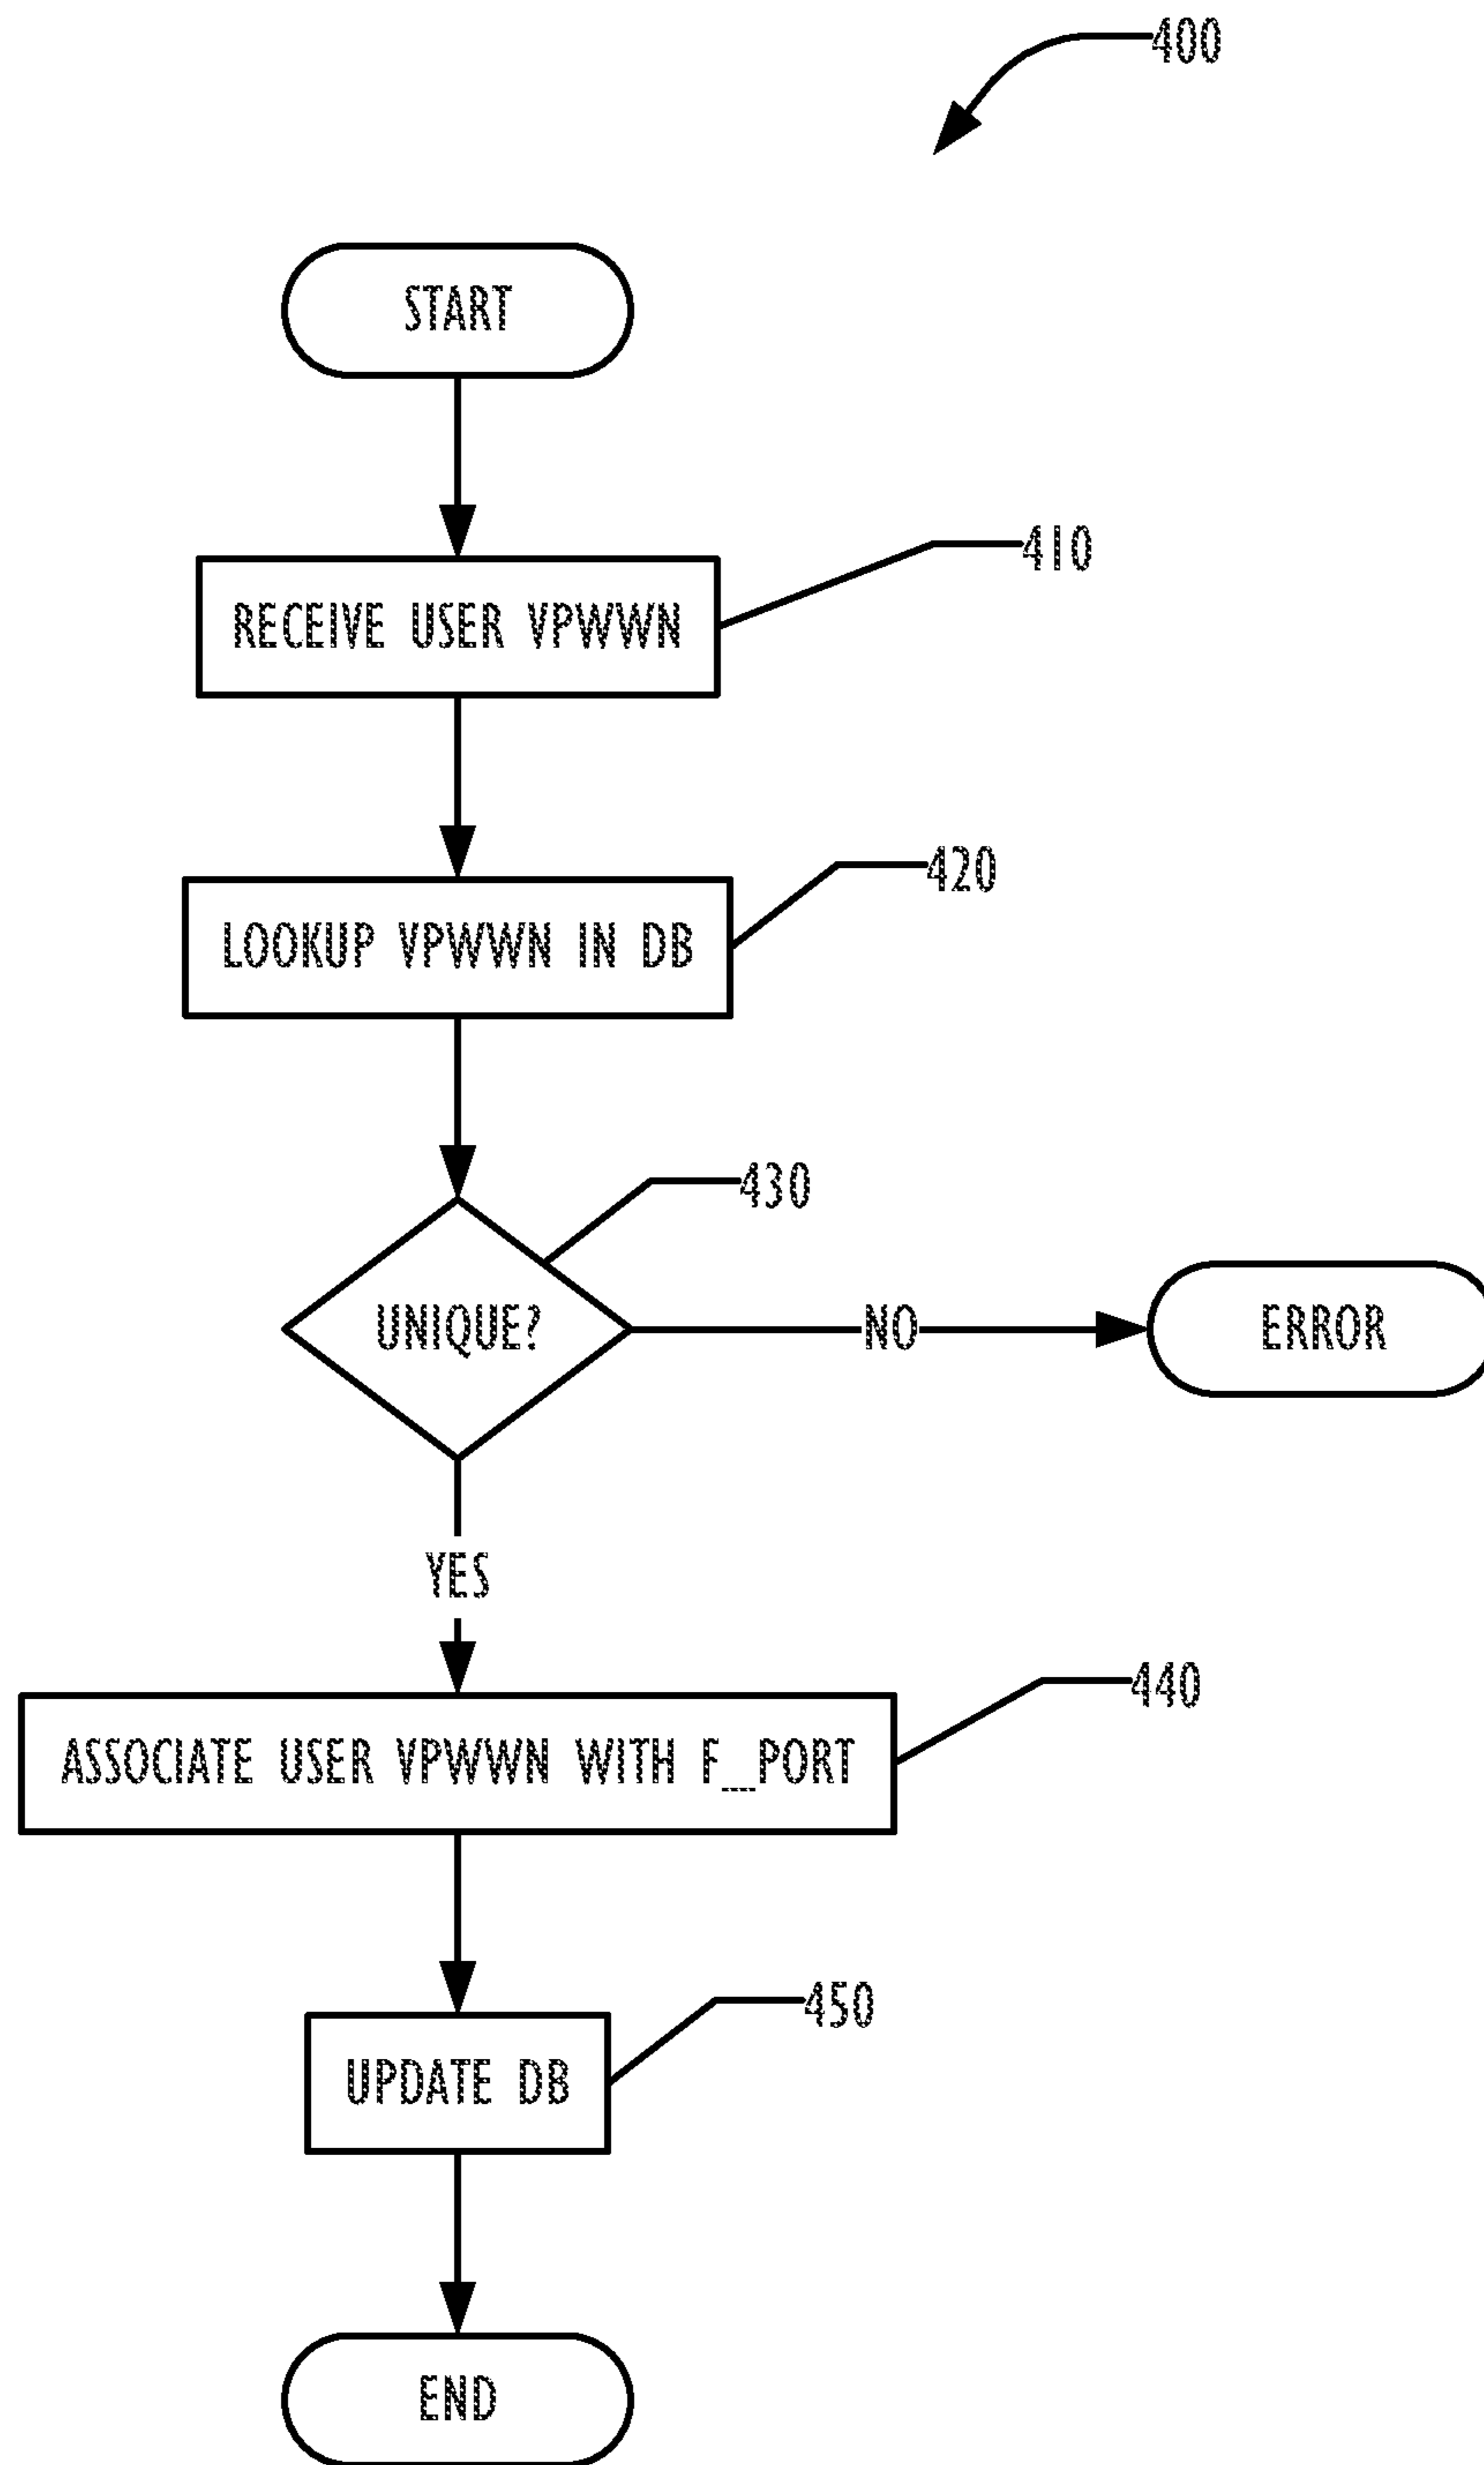 400
START
410
RECEIVE USER VPWWN
420
LOOKUP VPWWN IN DB
430
UNIQUE?
NO
ERROR
YES
440
ASSOCIATE USER VPWWN WITH F_PORT
450
UPDATE DB
END